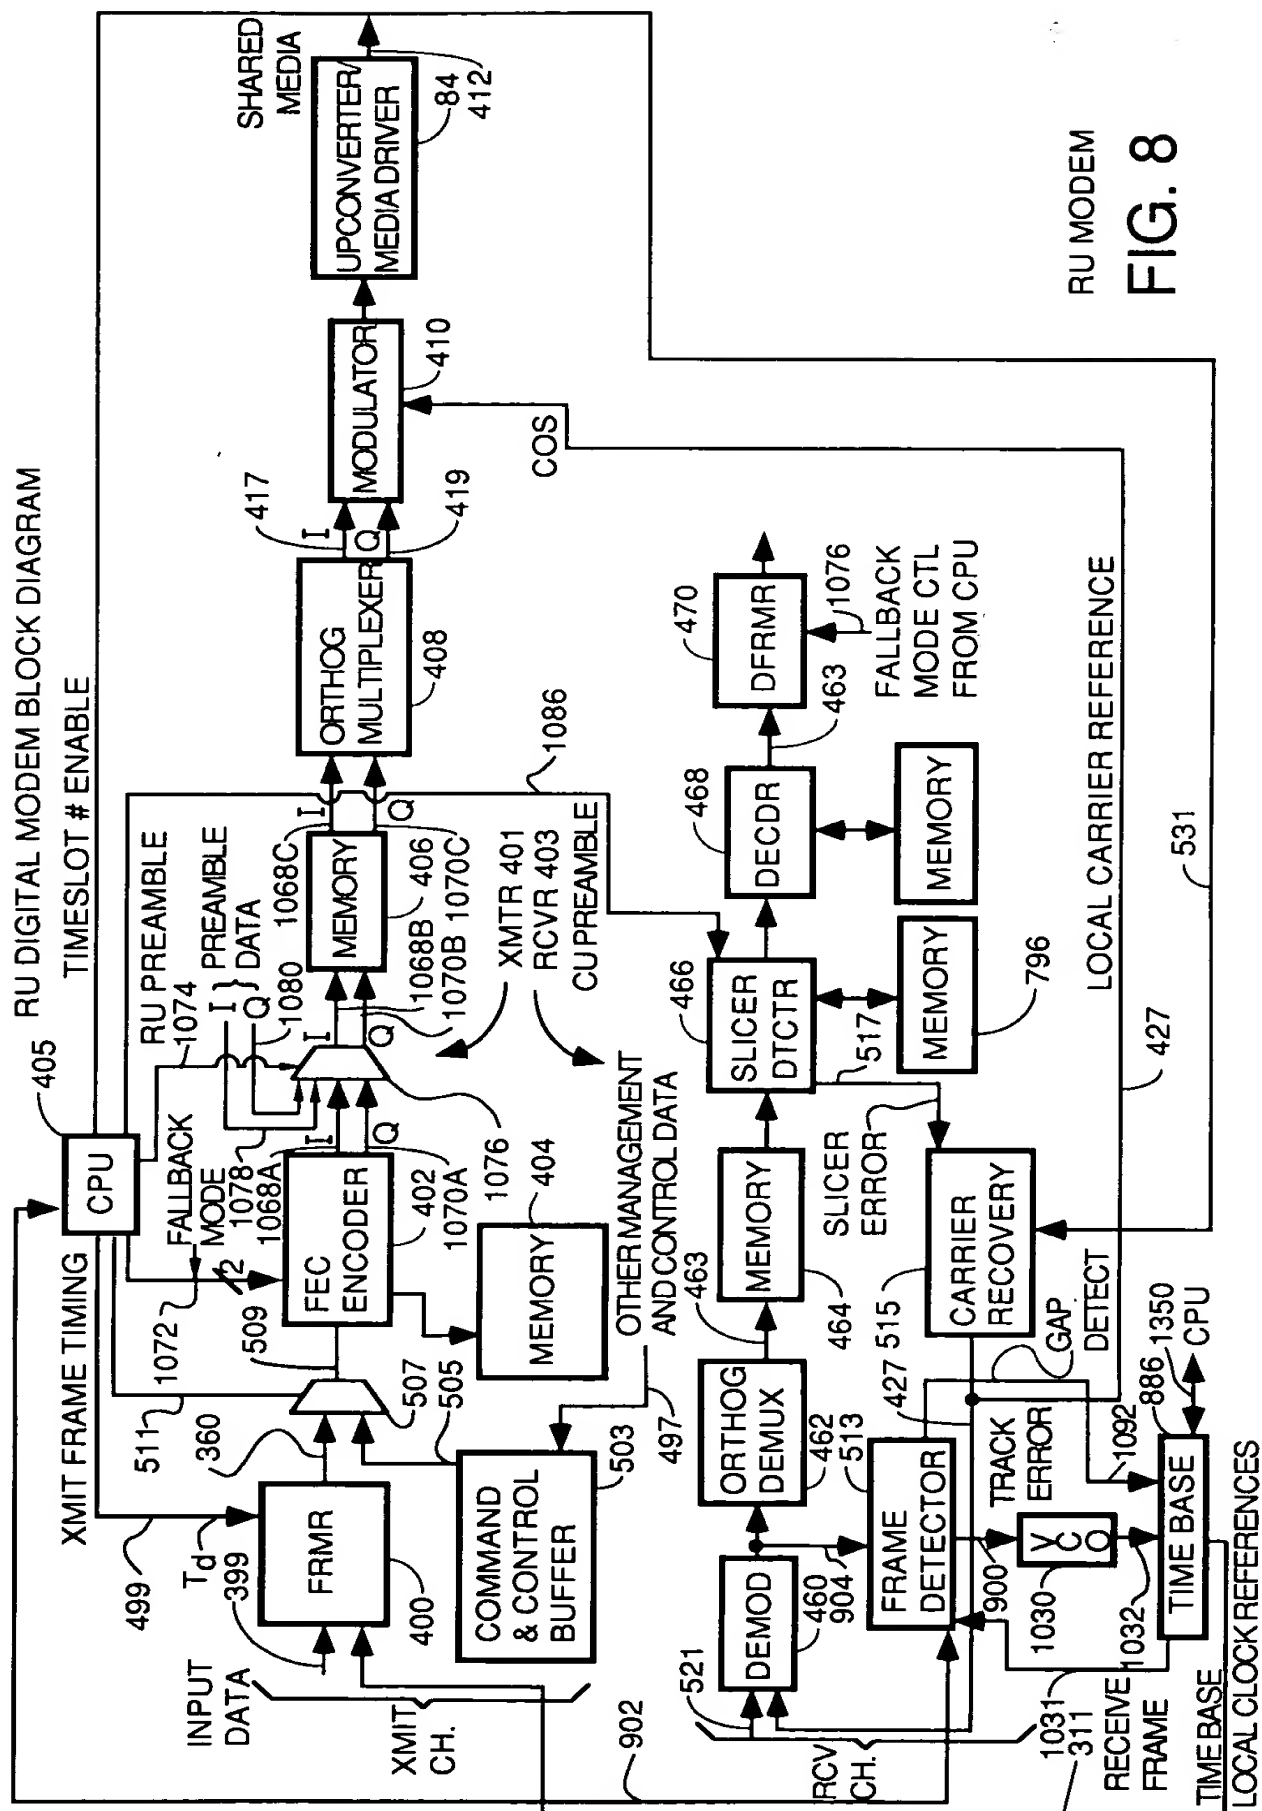 RU DIGITAL MODEM BLOCK DIAGRAM
TIMESLOT # ENABLE
SHARED
MEDIA
405
CPU
XMIT FRAME TIMING
499
Td
399
INPUT
DATA
FRMR
400
XMIT
CH.
511
360
507
505
COMMAND
& CONTROL
BUFFER
503
497
OTHER MANAGEMENT
AND CONTROL DATA
509
1072
FALLBACK
MODE
2
FEC
ENCODER
402
MEMORY
404
1078
1068A
1070A
I
Q
RU PREAMBLE
1074
I
Q
PREAMBLE
DATA
1080
1076
I
Q
1068B
1070B
MEMORY
406
1068C
1070C
I
Q
XMTR 401
RCVR 403
CU PREAMBLE
1086
ORTHOG
MULTIPLEXER
408
I
Q
417
419
MODULATOR
410
COS
UPCONVERTER/
MEDIA DRIVER
84
412
902
RCV
CH.
521
DEMOD
460
904
ORTHOG
DEMUX
462
463
MEMORY
464
SLICER
DTCTR
466
517
MEMORY
796
SLICER
ERROR
DECDR
468
MEMORY
463
DFRMR
470
1076
FALLBACK
MODE CTL
FROM CPU
FRAME
DETECTOR
513
427
CARRIER
RECOVERY
515
GAP
DETECT
LOCAL CARRIER REFERENCE
427
531
TRACK
ERROR
900
VCO
1030
1032
1092
TIME BASE
886
1350
CPU
1031
311
RECEIVE
FRAME
TIME BASE
LOCAL CLOCK REFERENCES
RU MODEM
FIG. 8